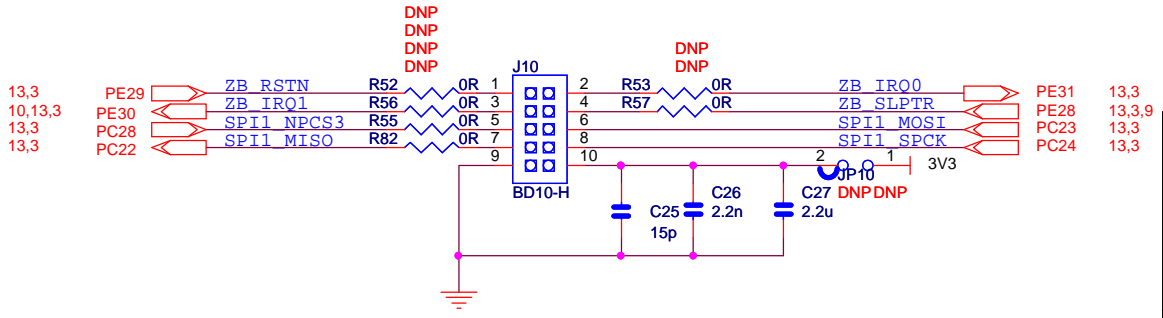 DNP
DNP
DNP
DNP
DNP
DNP
J10
13,3 PE29 ZB_RSTN R52 0R 1 2 R53 0R ZB_IRQ0 PE31 13,3
10,13,3 PE30 ZB_IRQ1 R56 0R 3 4 R57 0R ZB_SLPTR PE28 13,3,9
13,3 PC28 SPI1_NPCS3 R55 0R 5 6 SPI1_MOSI PC23 13,3
13,3 PC22 SPI1_MISO R82 0R 7 8 SPI1_SPCK PC24 13,3
9 10 2 1 3V3
JP10
BD10-H C26 C27 DNP DNP
C25 2.2n 2.2u
15p